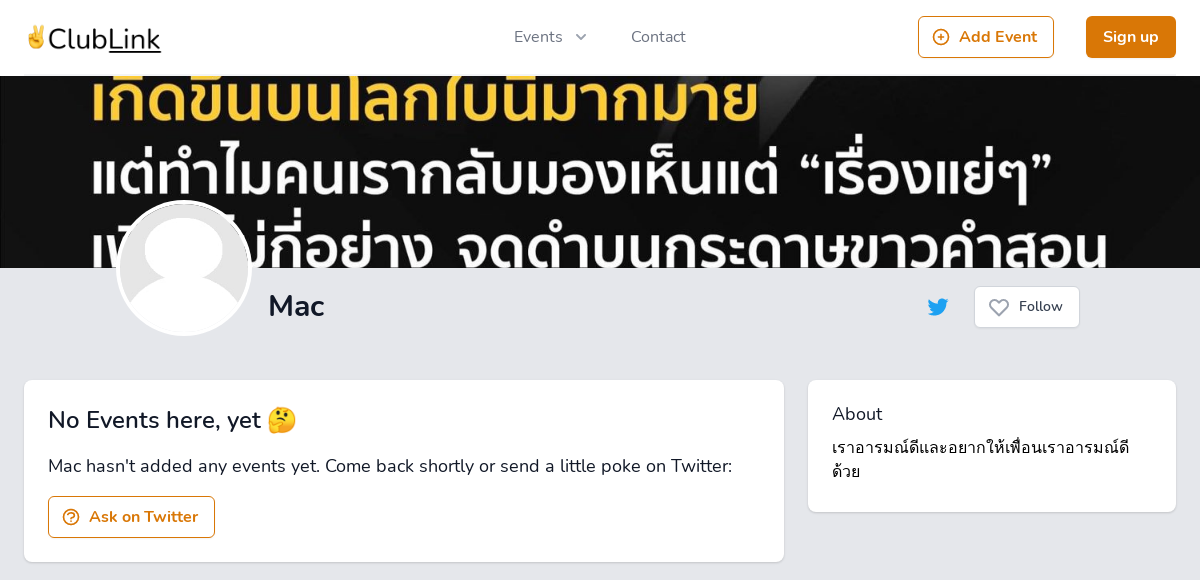 ✌️ClubLink
Events
Contact
Add Event
Sign up
เกิดขึ้นบนโลกใบนี้มากมาย
แต่ทำไมคนเรากลับมองเห็นแต่ “เรื่องแย่ๆ”
กี่อย่าง จุดดำบนกระดาษขาวคำสอน
Mac
Follow
No Events here, yet 🤔
Mac hasn't added any events yet. Come back shortly or send a little poke on Twitter:
Ask on Twitter
About
เราอารมณ์ดีและอยากให้เพื่อนเราอารมณ์ดี
ด้วย